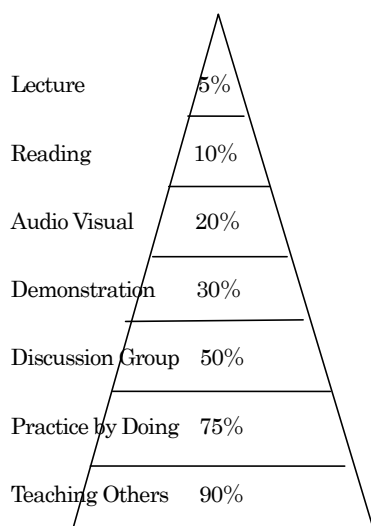 Lecture 5%
Reading 10%
Audio Visual 20%
Demonstration 30%
Discussion Group 50%
Practice by Doing 75%
Teaching Others 90%